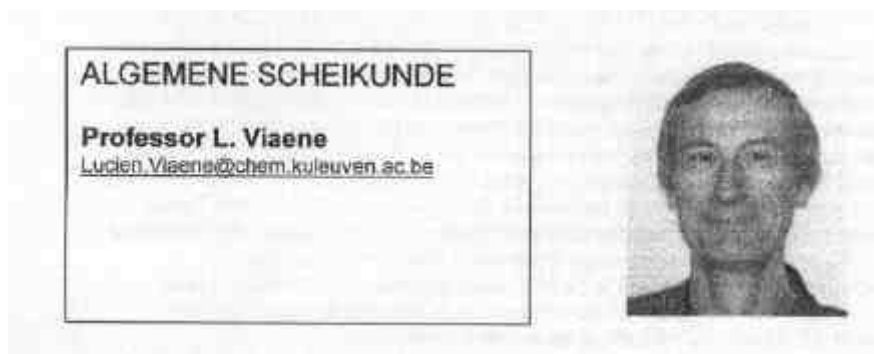 ALGEMENE SCHEIKUNDE
Professor L. Viaene
Lucien.Viaene@chem.kuleuven.ac.be